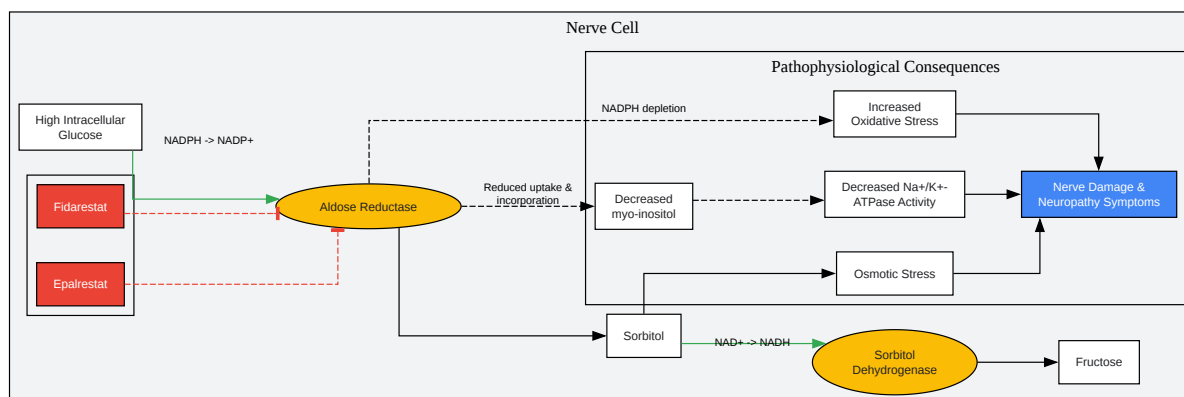 Nerve Cell
Pathophysiological Consequences
High Intracellular
Glucose
NADPH -> NADP+
NADPH depletion
Increased
Oxidative Stress
Fidarestat
Aldose Reductase
Reduced uptake &
incorporation
Decreased
myo-inositol
Decreased Na+/K+-
ATPase Activity
Nerve Damage &
Neuropathy Symptoms
Epalrestat
Osmotic Stress
Sorbitol
NAD+ -> NADH
Sorbitol
Dehydrogenase
Fructose